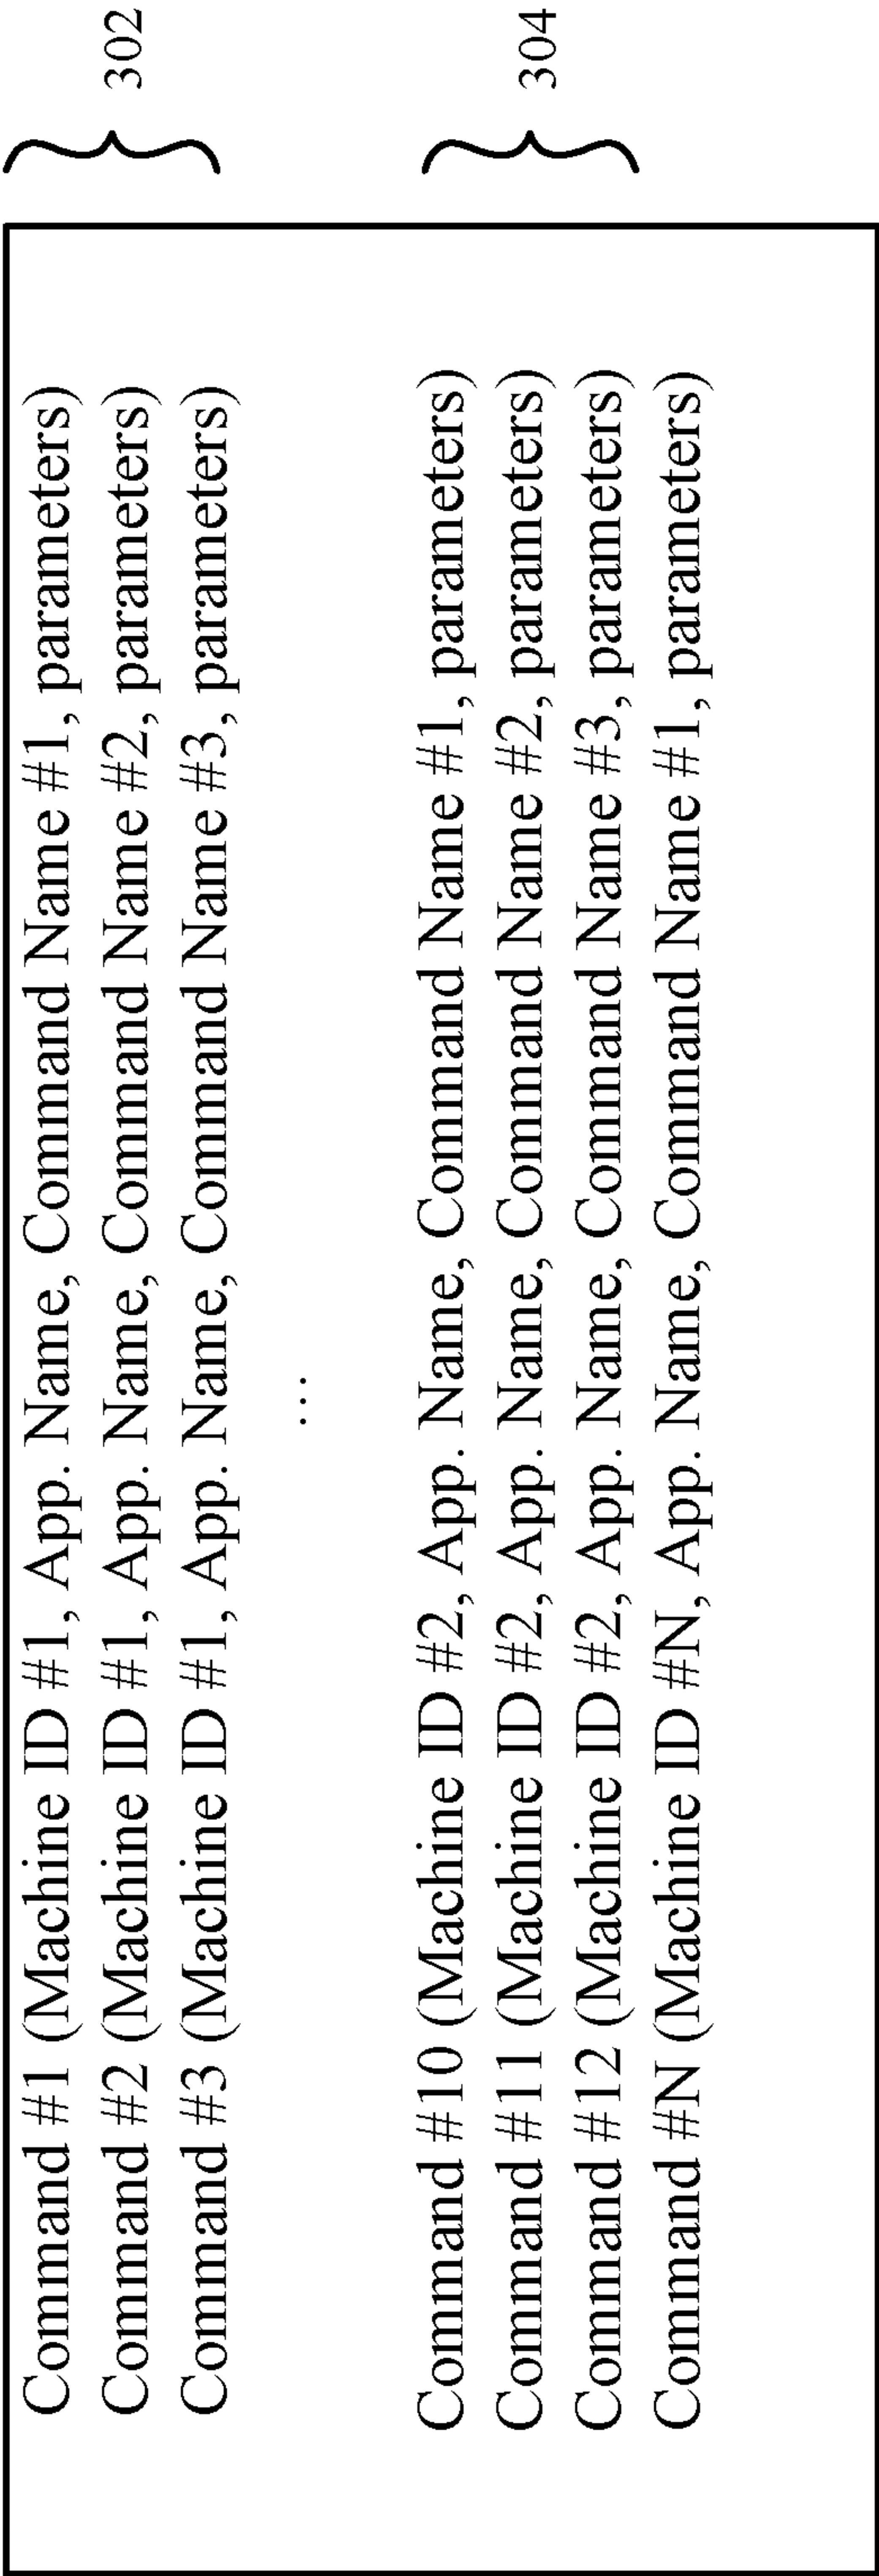 Command #1 (Machine ID #1, App. Name, Command Name #1, parameters)
Command #2 (Machine ID #1, App. Name, Command Name #2, parameters)
Command #3 (Machine ID #1, App. Name, Command Name #3, parameters)
302
...
Command #10 (Machine ID #2, App. Name, Command Name #1, parameters)
Command #11 (Machine ID #2, App. Name, Command Name #2, parameters)
Command #12 (Machine ID #2, App. Name, Command Name #3, parameters)
304
Command #N (Machine ID #N, App. Name, Command Name #1, parameters)